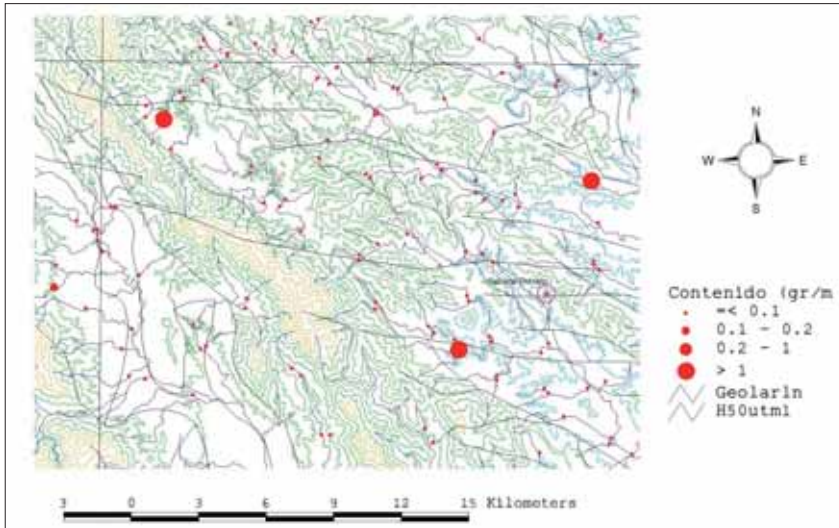 N
W E
S
Contenido (gr/m
=< 0.1
0.1 - 0.2
0.2 - 1
> 1
Geolarin
H50utml
3 0 3 6 9 12 15 Kilometers